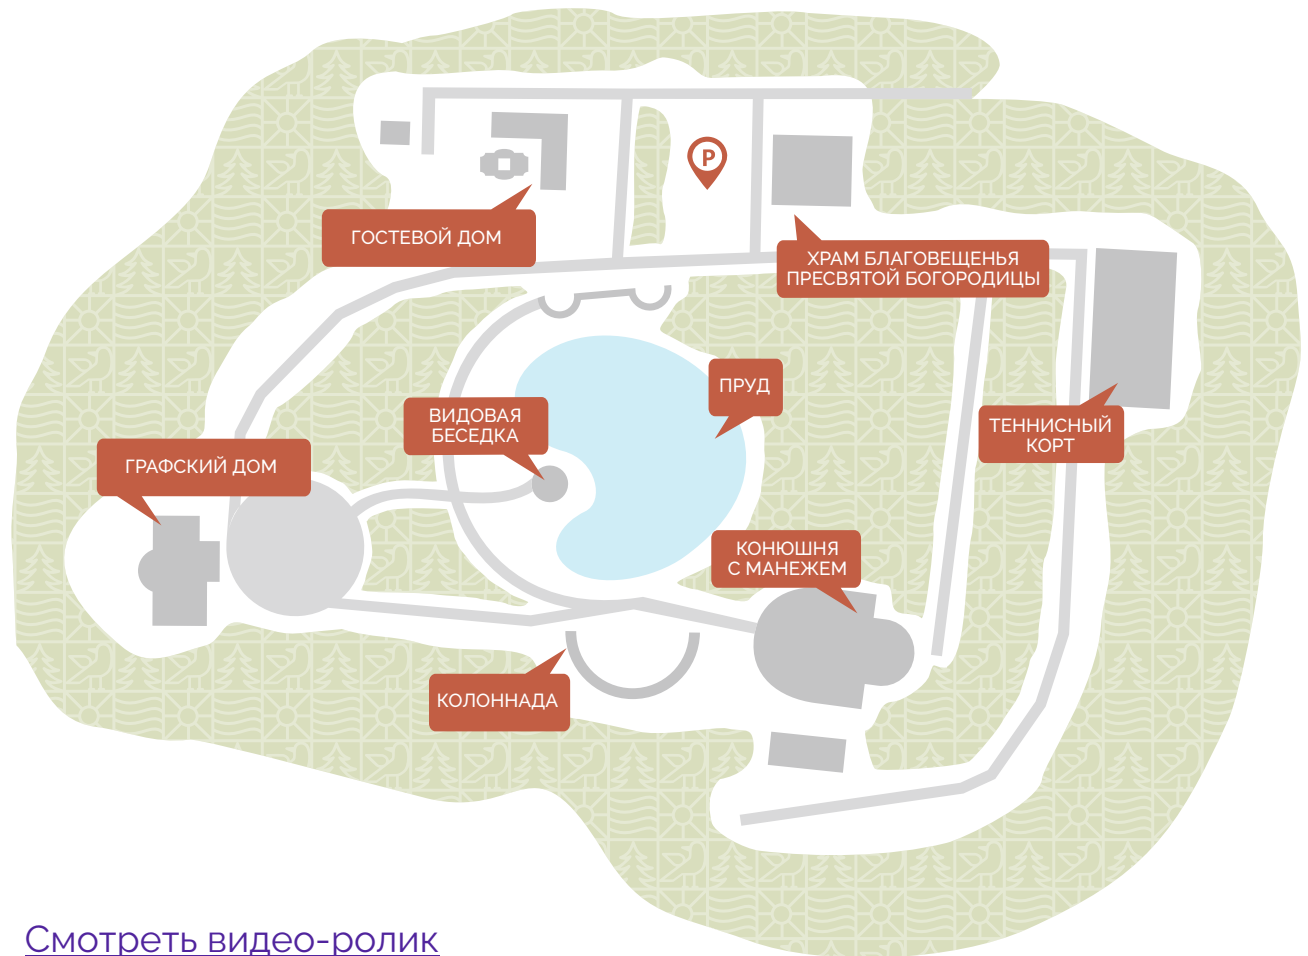 P
ГОСТЕВОЙ ДОМ
ХРАМ БЛАГОВЕЩЕНЬЯ
ПРЕСВЯТОЙ БОГОРОДИЦЫ
ПРУД
ВИДОВАЯ
БЕСЕДКА
ТЕННИСНЫЙ
КОРТ
ГРАФСКИЙ ДОМ
КОНЮШНЯ
С МАНЕЖЕМ
КОЛОННАДА
Смотреть видео-ролик